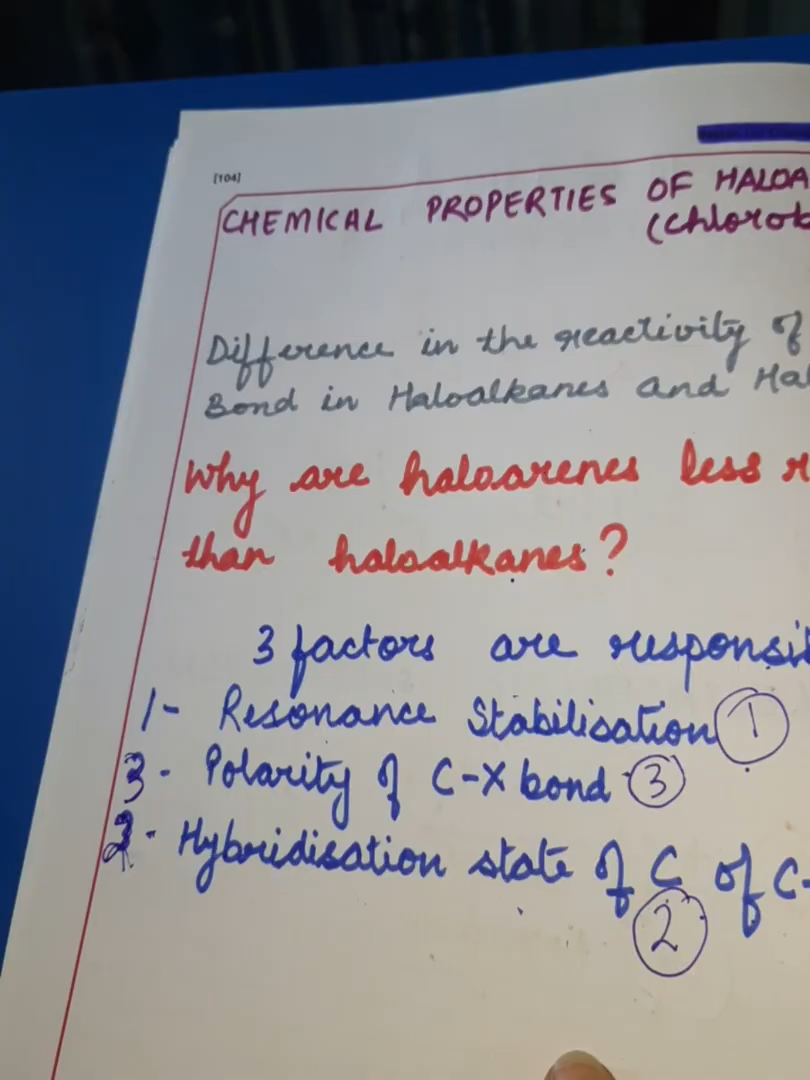 [104]
CHEMICAL PROPERTIES OF HALOA
(Chlorob
Difference in the reactivity of
Bond in Haloalkanes and Hal
Why are haloarenes less r
than haloalkanes?
3 factors are responsib
1- Resonance Stabilisation 1
3- Polarity of C-X bond 3
2- Hybridisation state of C of C-
2